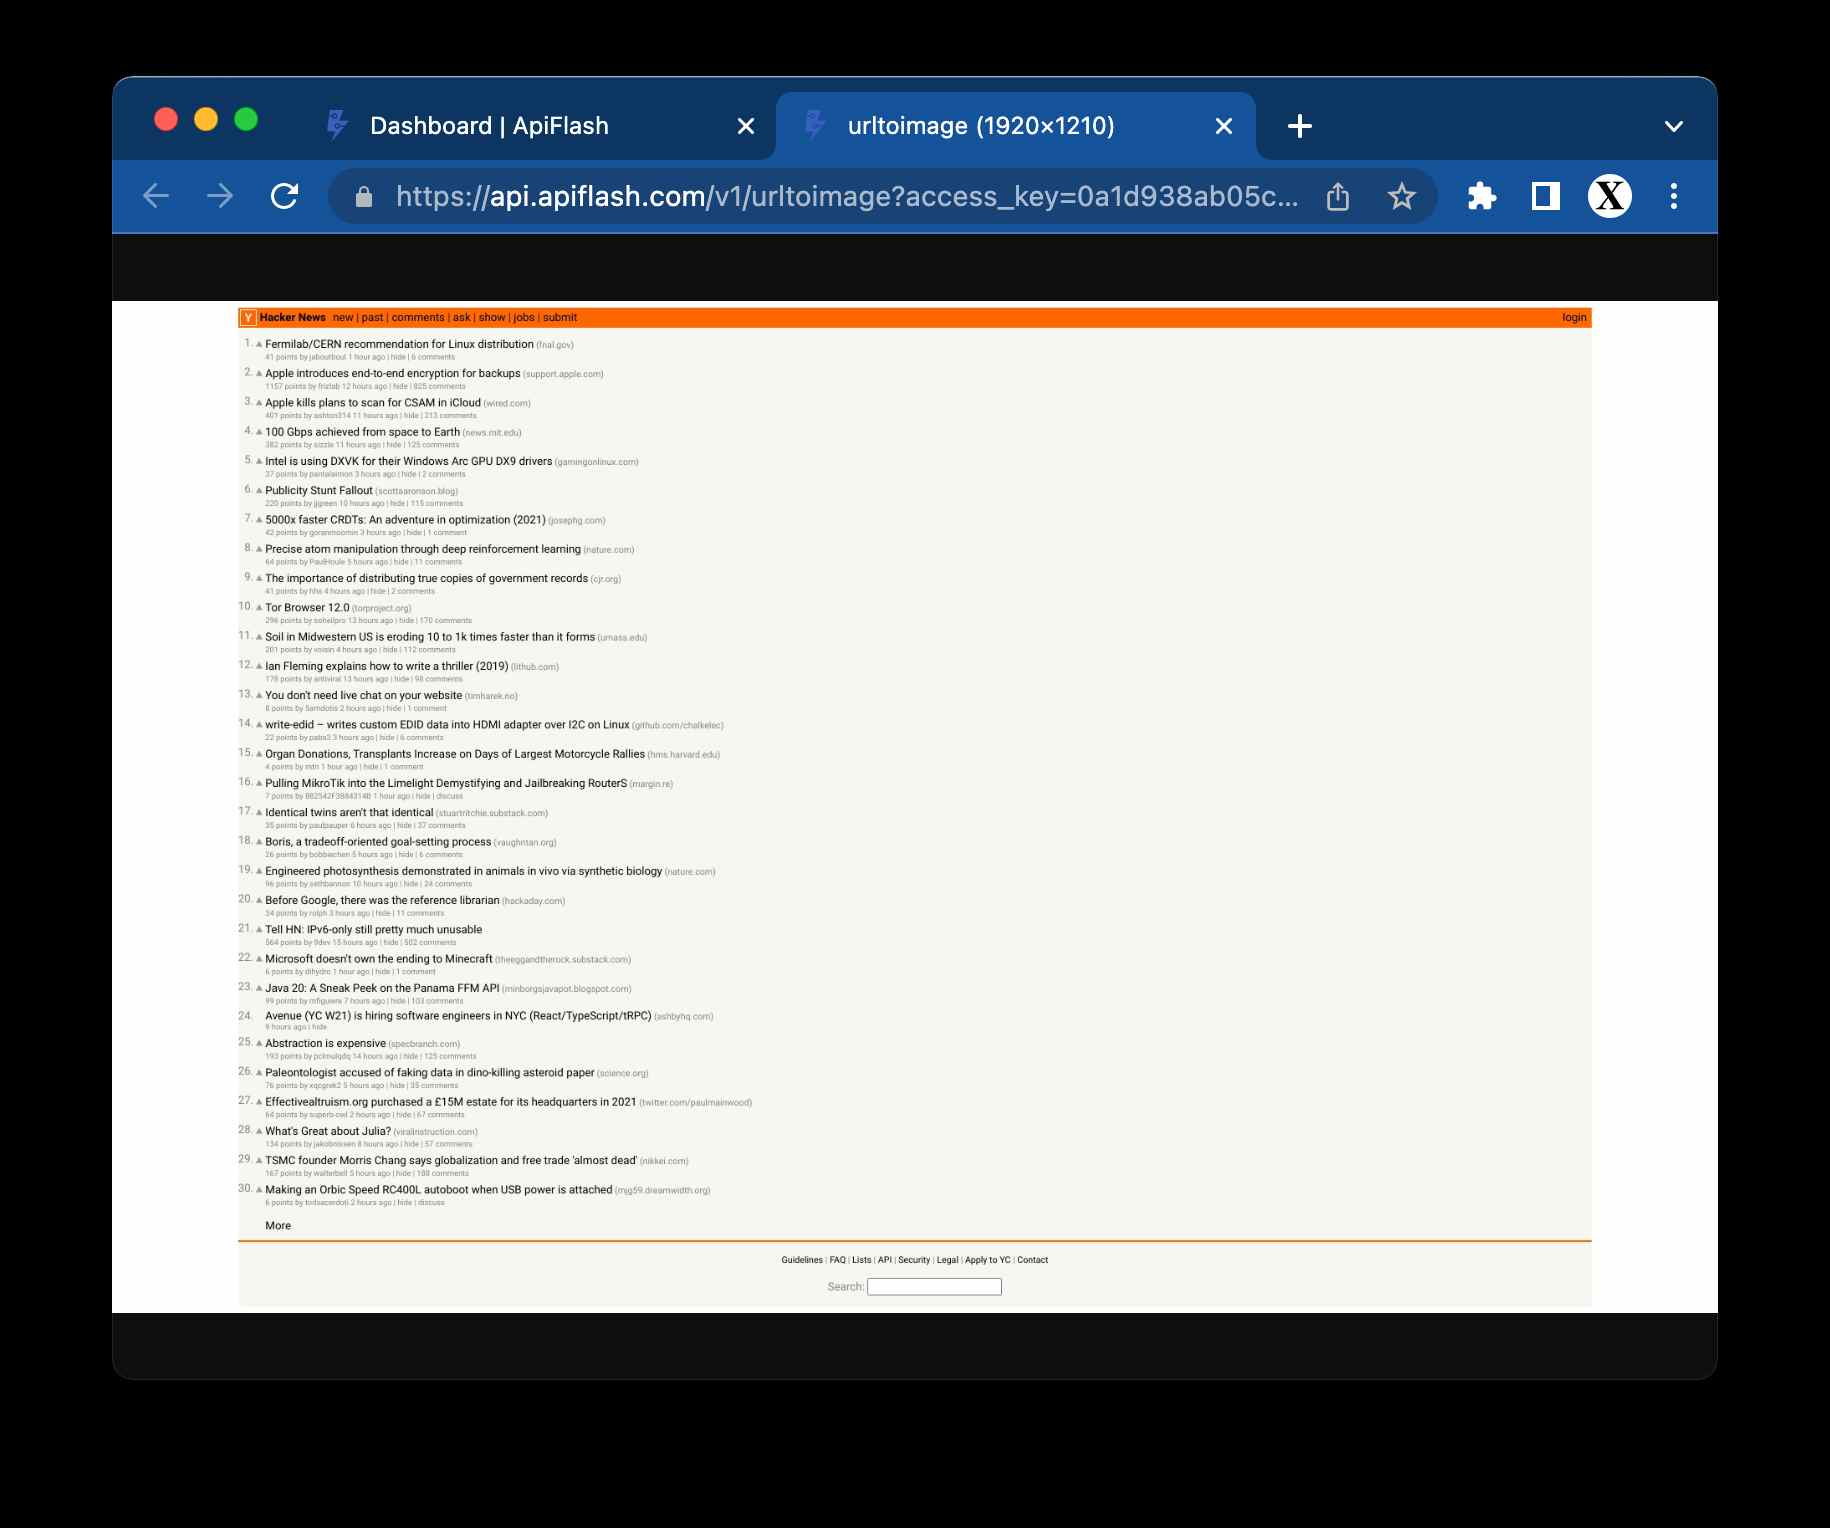 Dashboard | ApiFlash
urltoimage (1920×1210)
https://api.apiflash.com/v1/urltoimage?access_key=0a1d938ab05c...
X
Y Hacker News new | past | comments | ask | show | jobs | submit login
1. Fermilab/CERN recommendation for Linux distribution (fnal.gov)
41 points by jaboutboul 1 hour ago | hide | 6 comments
2. Apple introduces end-to-end encryption for backups (support.apple.com)
1157 points by frizlab 12 hours ago | hide | 825 comments
3. Apple kills plans to scan for CSAM in iCloud (wired.com)
401 points by ashton314 11 hours ago | hide | 213 comments
4. 100 Gbps achieved from space to Earth (news.mit.edu)
382 points by sizzle 11 hours ago | hide | 125 comments
5. Intel is using DXVK for their Windows Arc GPU DX9 drivers (gamingonlinux.com)
37 points by 3 hours ago | hide | 2 comments
6. Publicity Stunt Fallout (scottaaronson.blog)
220 points by jjgreen 10 hours ago | hide | 115 comments
7. 5000x faster CRDTs: An adventure in optimization (2021) (josephg.com)
42 points by goranmoomin 3 hours ago | hide | 1 comment
8. Precise atom manipulation through deep reinforcement learning (nature.com)
64 points by PaulHoule 5 hours ago | hide | 11 comments
9. The importance of distributing true copies of government records (cjr.org)
41 points by hhs 4 hours ago | hide | 2 comments
10. Tor Browser 12.0 (torproject.org)
296 points by soheilpro 13 hours ago | hide | 170 comments
11. Soil in Midwestern US is eroding 10 to 1k times faster than it forms (umass.edu)
201 points by voisin 4 hours ago | hide | 112 comments
12. Ian Fleming explains how to write a thriller (2019) (lithub.com)
178 points by antiviral 13 hours ago | hide | 98 comments
13. You don't need live chat on your website (timharek.no)
8 points by 2 hours ago | hide | 1 comment
14. write-edid – writes custom EDID data into HDMI adapter over I2C on Linux (github.com/chalkelec)
22 points by 3 hours ago | hide | 6 comments
15. Organ Donations, Transplants Increase on Days of Largest Motorcycle Rallies (hms.harvard.edu)
4 points by 1 hour ago | hide | 1 comment
16. Pulling MikroTik into the Limelight Demystifying and Jailbreaking RouterS (margin.re)
7 points by 1 hour ago | hide | discuss
17. Identical twins aren't that identical (stuartritchie.substack.com)
35 points by paulpauper 6 hours ago | hide | 37 comments
18. Boris, a tradeoff-oriented goal-setting process (vaughntan.org)
26 points by bobbiechen 5 hours ago | hide | 6 comments
19. Engineered photosynthesis demonstrated in animals in vivo via synthetic biology (nature.com)
96 points by sethbannon 10 hours ago | hide | 24 comments
20. Before Google, there was the reference librarian (hackaday.com)
34 points by rolph 3 hours ago | hide | 11 comments
21. Tell HN: IPv6-only still pretty much unusable
564 points by 9dev 15 hours ago | hide | 502 comments
22. Microsoft doesn't own the ending to Minecraft (theeggandtherock.substack.com)
6 points by dihydro 1 hour ago | hide | 1 comment
23. Java 20: A Sneak Peek on the Panama FFM API (minborgsjavapot.blogspot.com)
99 points by mfiguiere 7 hours ago | hide | 103 comments
24. Avenue (YC W21) is hiring software engineers in NYC (React/TypeScript/tRPC) (ashbyhq.com)
9 hours ago | hide
25. Abstraction is expensive (specbranch.com)
193 points by pclmulqdq 14 hours ago | hide | 125 comments
26. Paleontologist accused of faking data in dino-killing asteroid paper (science.org)
76 points by 5 hours ago | hide | 35 comments
27. Effectivealtruism.org purchased a £15M estate for its headquarters in 2021 (twitter.com/paulmainwood)
64 points by superb-owl 2 hours ago | hide | 67 comments
28. What's Great about Julia? (viralinstruction.com)
134 points by jakobnissen 8 hours ago | hide | 57 comments
29. TSMC founder Morris Chang says globalization and free trade 'almost dead' (nikkei.com)
167 points by walterbell 5 hours ago | hide | comments
30. Making an Orbic Speed RC400L autoboot when USB power is attached (mjg59.dreamwidth.org)
6 points by todsacerdoti 2 hours ago | hide | discuss
More
Guidelines | FAQ | Lists | API | Security | Legal | Apply to YC | Contact
Search: